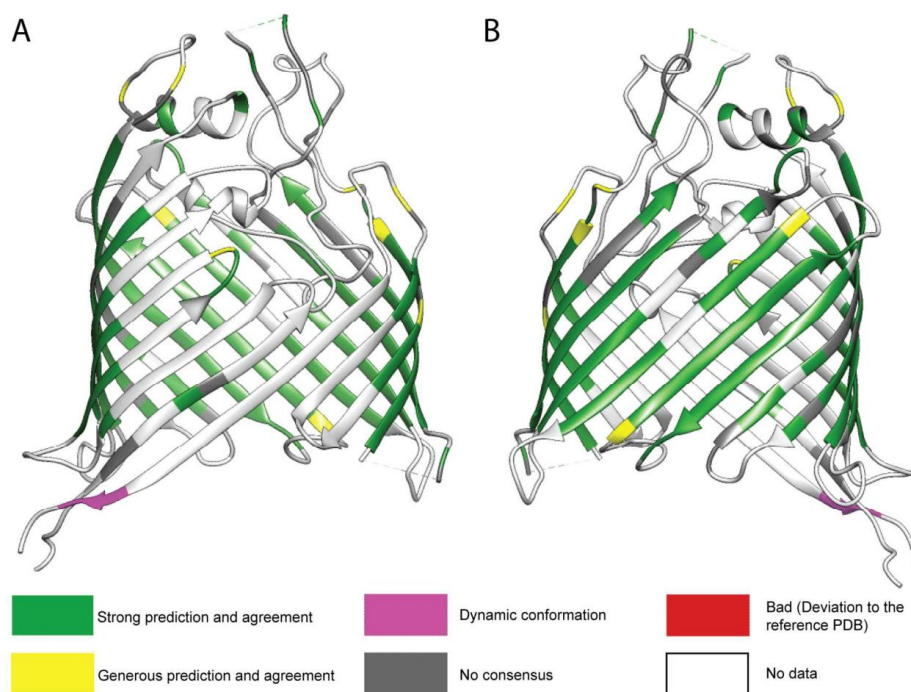 A
B
Strong prediction and agreement
Dynamic conformation
Bad (Deviation to the
reference PDB)
Generous prediction and agreement
No consensus
No data